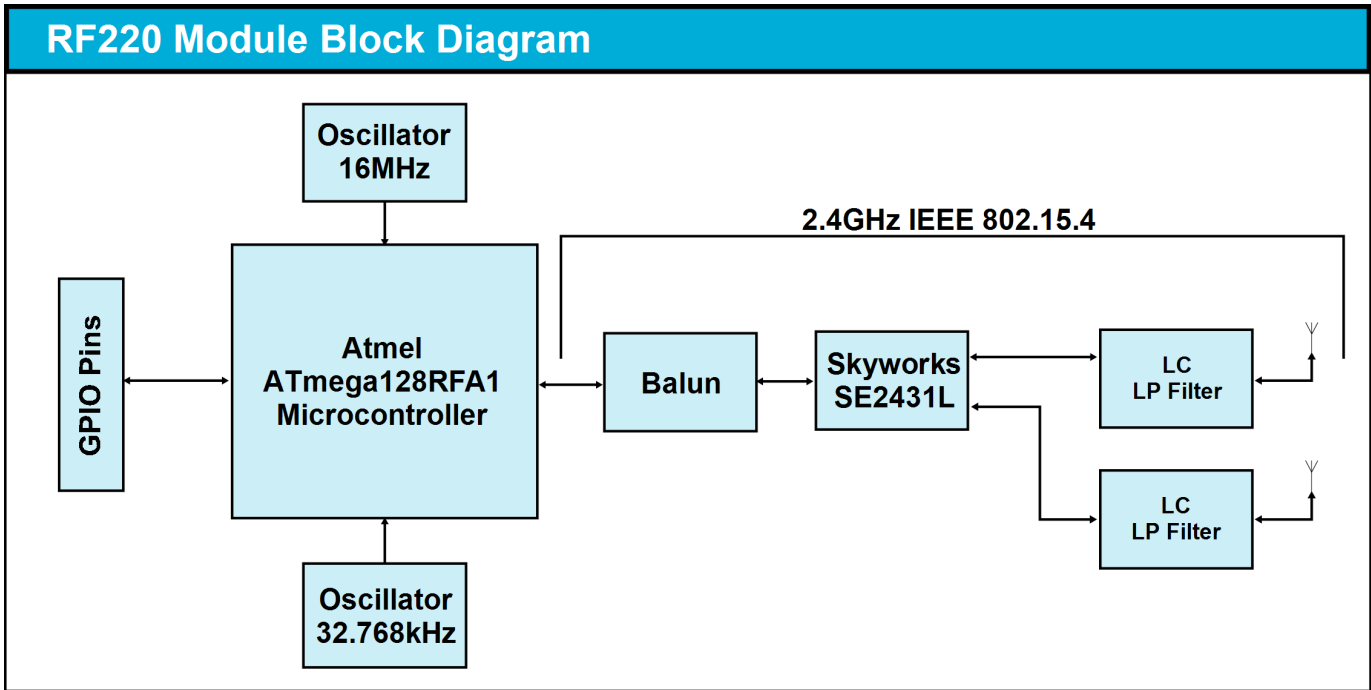 RF220 Module Block Diagram
Oscillator
16MHz
2.4GHz IEEE 802.15.4
GPIO Pins
Atmel
ATmega128RFA1
Microcontroller
Balun
Skyworks
SE2431L
LC
LP Filter
LC
LP Filter
Oscillator
32.768kHz